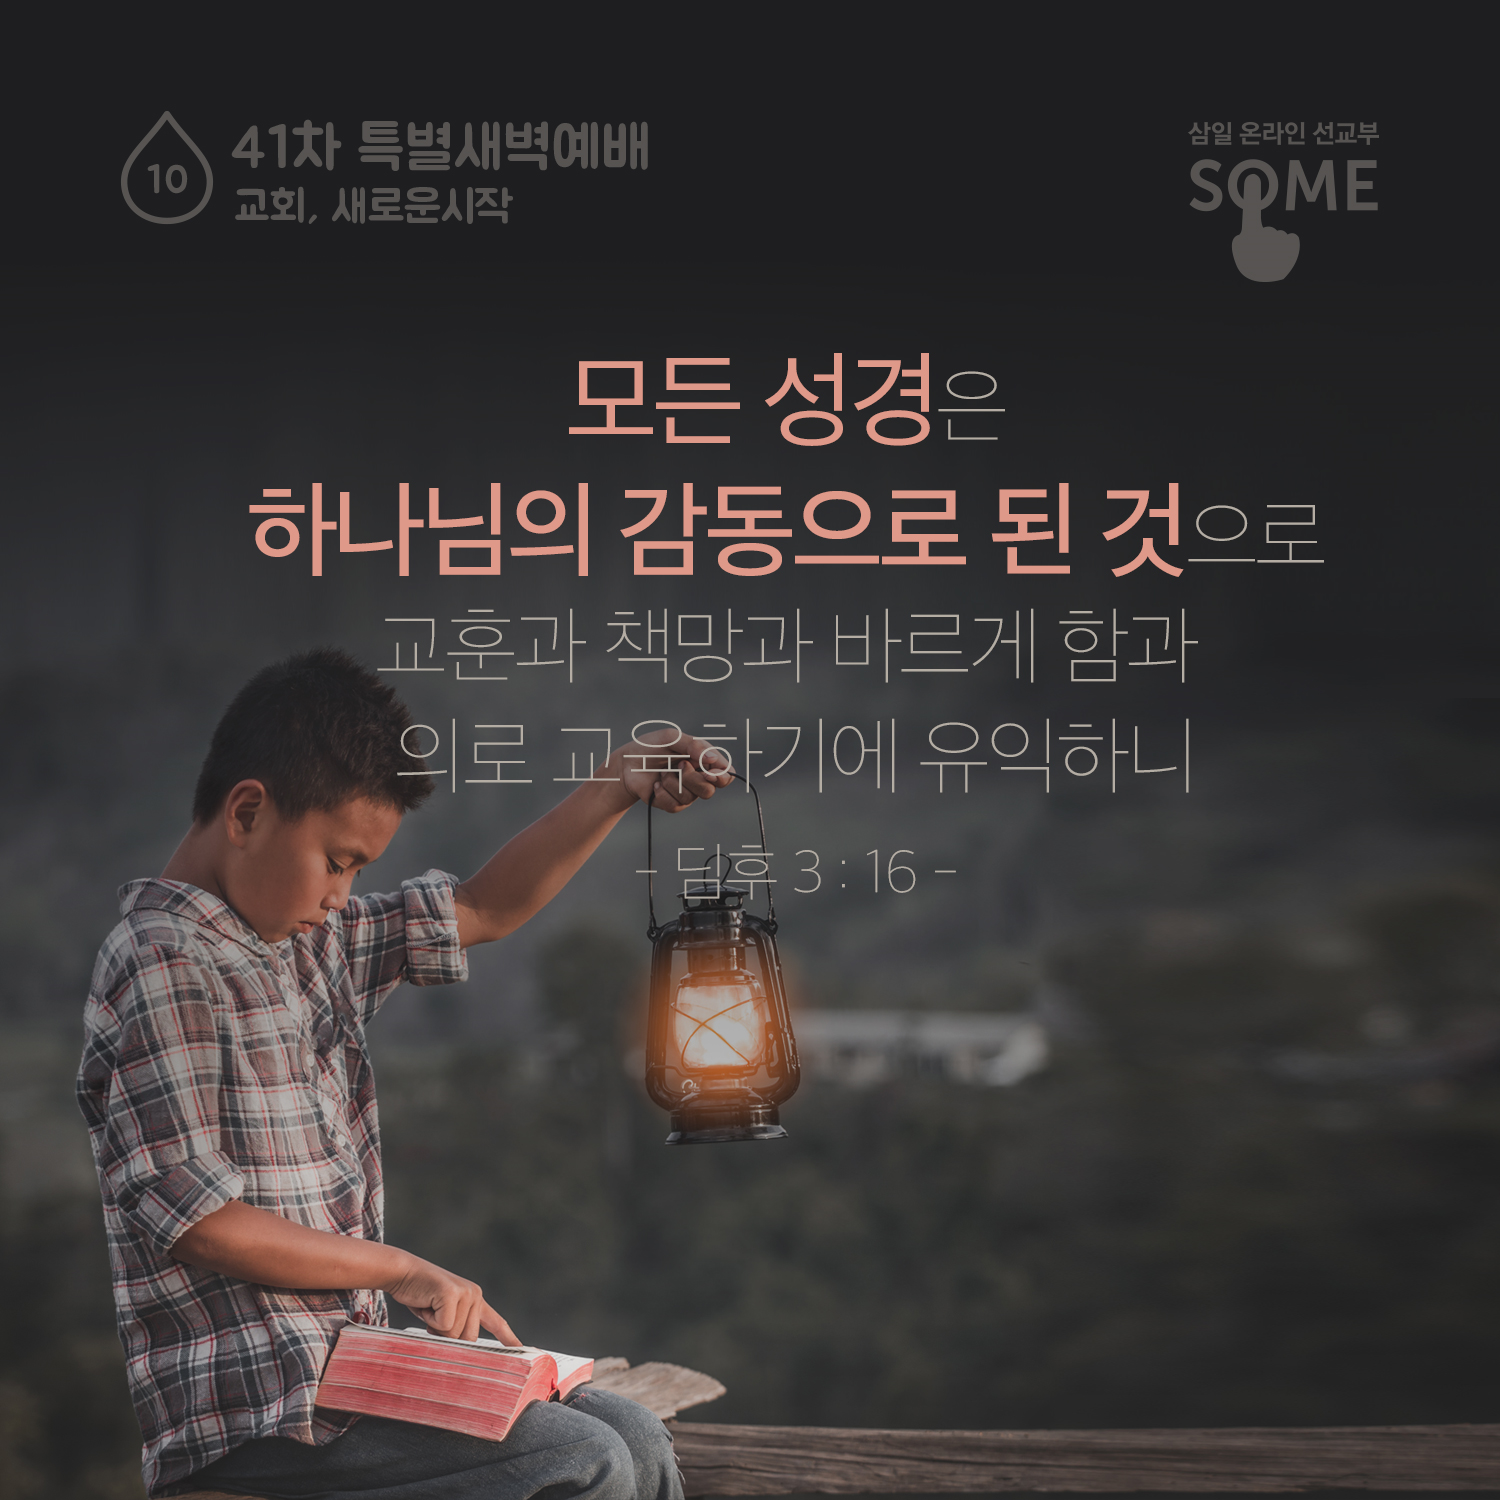 10
41차 특별새벽예배
교회, 새로운시작
삼일 온라인 선교부
SOME
모든 성경은
하나님의 감동으로 된 것으로
교훈과 책망과 바르게 함과
의로 교육하기에 유익하니
- 딤후 3 : 16 -